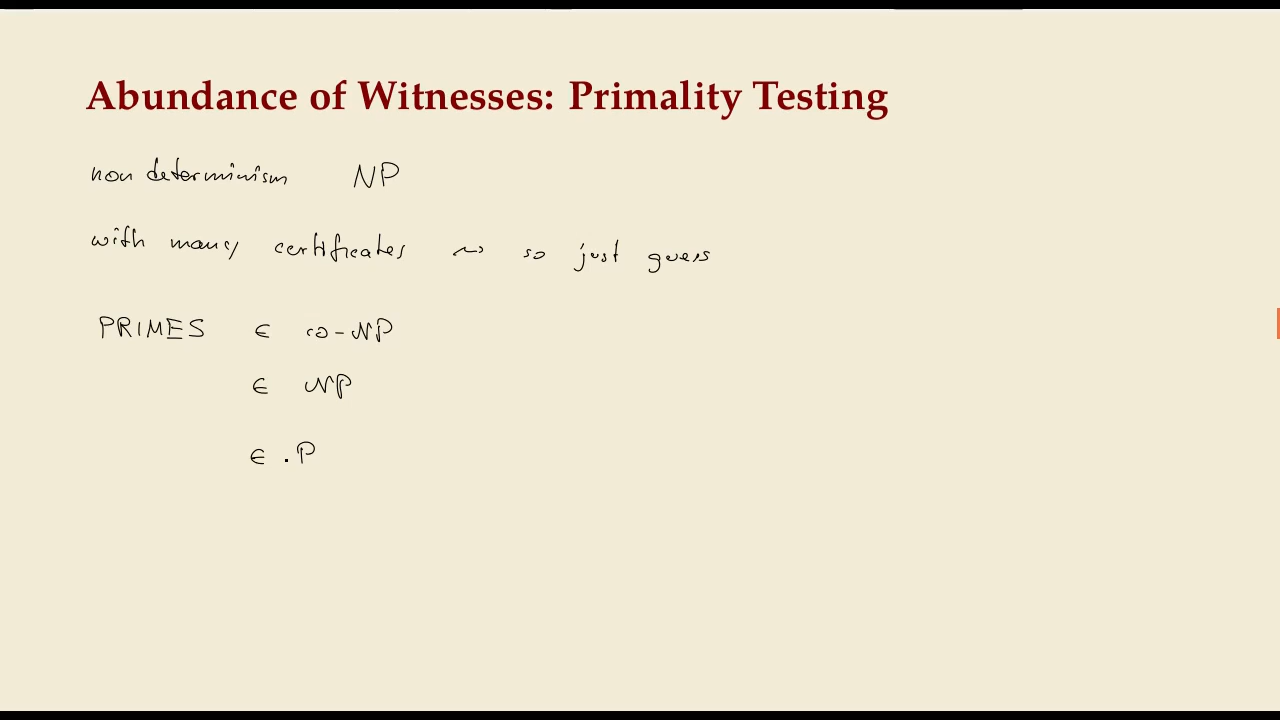 Abundance of Witnesses: Primality Testing
non determinism NP
with many certificates ⇝ so just guess
PRIMES ∈ co-NP
∈ NP
∈ .P